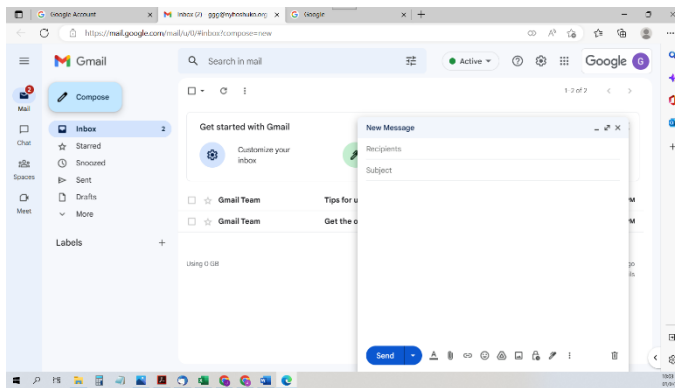 Google Account
Inbox (2)
Google
https://mail.google.com/mail/u/0/#inbox?compose=new
Gmail
Search in mail
Active
Google
G
2
Mail
Chat
Spaces
Meet
Compose
Inbox 2
Starred
Snoozed
Sent
Drafts
More
Labels
1-2 of 2
Get started with Gmail
Customize your
inbox
Gmail Team Tips for u
Gmail Team Get the o
Using 0 GB
New Message
Recipients
Subject
Send